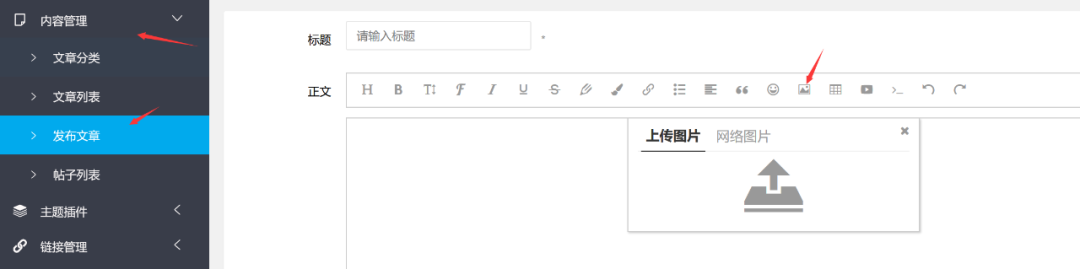 内容管理
文章分类
文章列表
发布文章
帖子列表
主题插件
链接管理
标题
请输入标题
*
正文
H B T F I U S
上传图片 网络图片